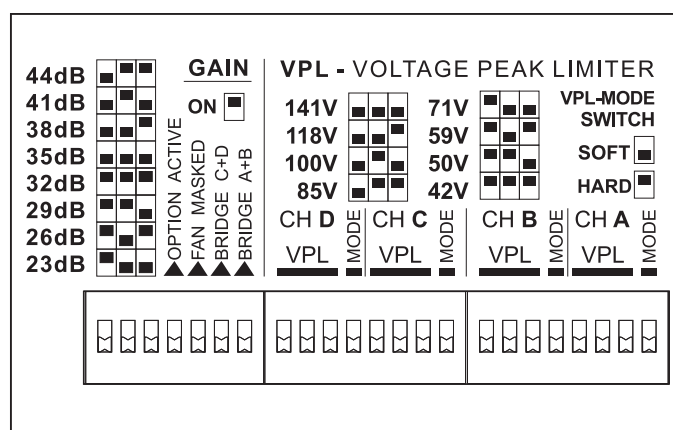 44dB
41dB
38dB
35dB
32dB
29dB
26dB
23dB
GAIN
ON
OPTION ACTIVE
FAN MASKED
BRIDGE C+D
BRIDGE A+B
VPL - VOLTAGE PEAK LIMITER
141V
118V
100V
85V
71V
59V
50V
42V
VPL-MODE
SWITCH
SOFT
HARD
CH D
VPL
MODE
CH C
VPL
MODE
CH B
VPL
MODE
CH A
VPL
MODE